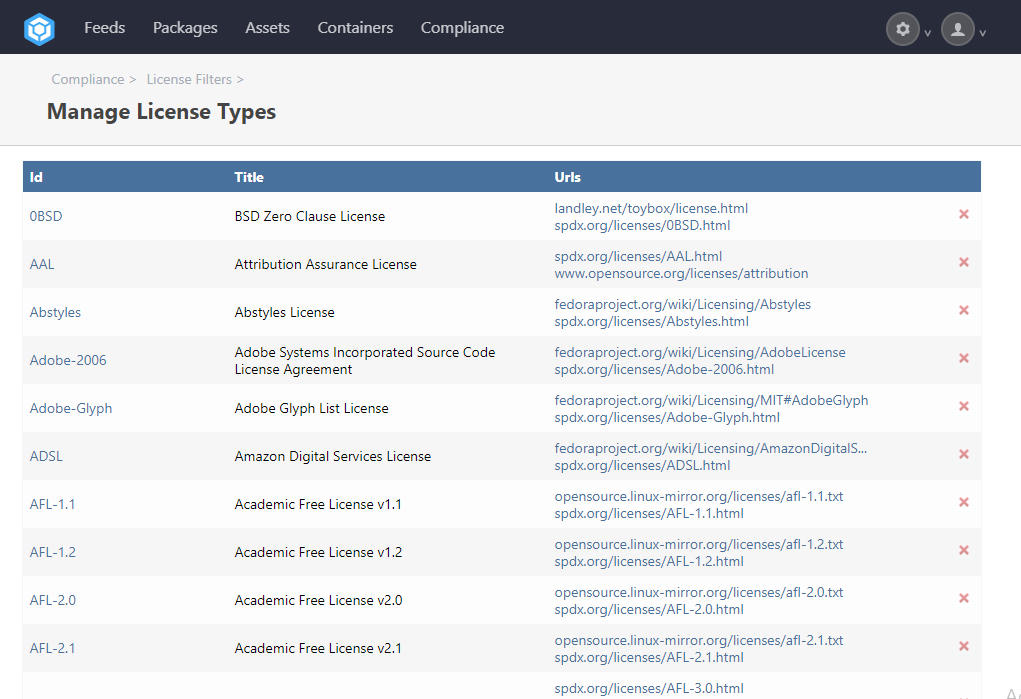 Feeds Packages Assets Containers Compliance
Compliance > License Filters >
Manage License Types
Id Title Urls
0BSD BSD Zero Clause License landley.net/toybox/license.html
spdx.org/licenses/0BSD.html
AAL Attribution Assurance License spdx.org/licenses/AAL.html
www.opensource.org/licenses/attribution
Abstyles Abstyles License fedoraproject.org/wiki/Licensing/Abstyles
spdx.org/licenses/Abstyles.html
Adobe-2006 Adobe Systems Incorporated Source Code fedoraproject.org/wiki/Licensing/AdobeLicense
License Agreement spdx.org/licenses/Adobe-2006.html
Adobe-Glyph Adobe Glyph List License fedoraproject.org/wiki/Licensing/MIT#AdobeGlyph
spdx.org/licenses/Adobe-Glyph.html
ADSL Amazon Digital Services License fedoraproject.org/wiki/Licensing/AmazonDigitalS...
spdx.org/licenses/ADSL.html
AFL-1.1 Academic Free License v1.1 opensource.linux-mirror.org/licenses/afl-1.1.txt
spdx.org/licenses/AFL-1.1.html
AFL-1.2 Academic Free License v1.2 opensource.linux-mirror.org/licenses/afl-1.2.txt
spdx.org/licenses/AFL-1.2.html
AFL-2.0 Academic Free License v2.0 opensource.linux-mirror.org/licenses/afl-2.0.txt
spdx.org/licenses/AFL-2.0.html
AFL-2.1 Academic Free License v2.1 opensource.linux-mirror.org/licenses/afl-2.1.txt
spdx.org/licenses/AFL-2.1.html
spdx.org/licenses/AFL-3.0.html